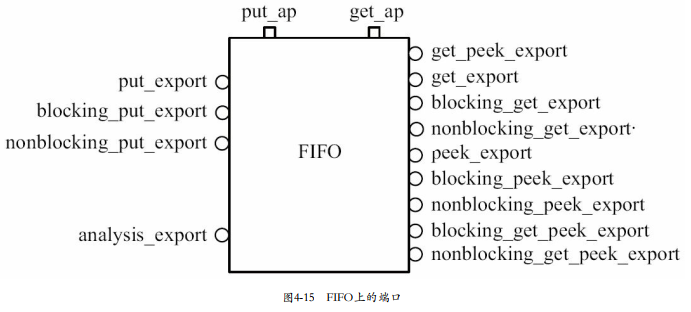 put_ap
get_ap
put_export
blocking_put_export
nonblocking_put_export
analysis_export
FIFO
get_peek_export
get_export
blocking_get_export
nonblocking_get_export·
peek_export
blocking_peek_export
nonblocking_peek_export
blocking_get_peek_export
nonblocking_get_peek_export
图4-15 FIFO上的端口